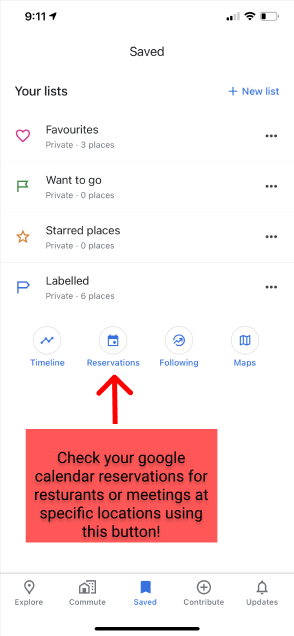 9:11
Saved
Your lists
+ New list
Favourites
Private · 3 places
Want to go
Private · 0 places
Starred places
Private · 0 places
Labelled
Private · 6 places
Timeline Reservations Following Maps
Check your google
calendar reservations for
resturants or meetings at
specific locations using
this button!
Explore Commute Saved Contribute Updates